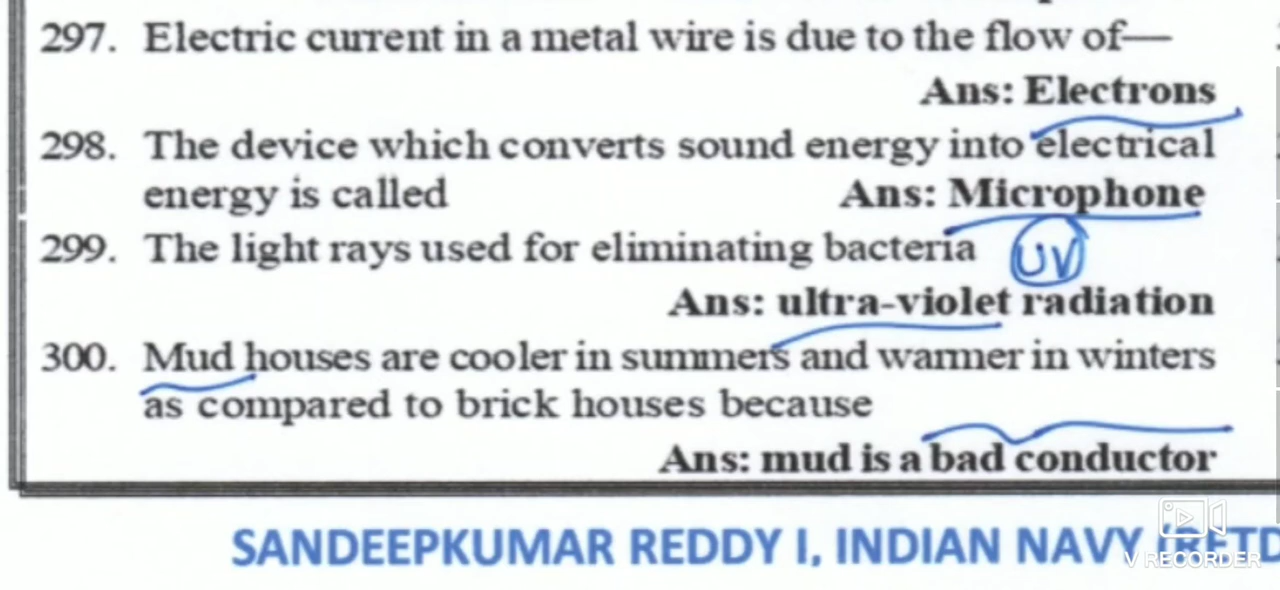 297. Electric current in a metal wire is due to the flow of—
Ans: Electrons
298. The device which converts sound energy into electrical
energy is called Ans: Microphone
299. The light rays used for eliminating bacteria UV
Ans: ultra-violet radiation
300. Mud houses are cooler in summers and warmer in winters
as compared to brick houses because
Ans: mud is a bad conductor
SANDEEPKUMAR REDDY I, INDIAN NAVY
V RECORDER